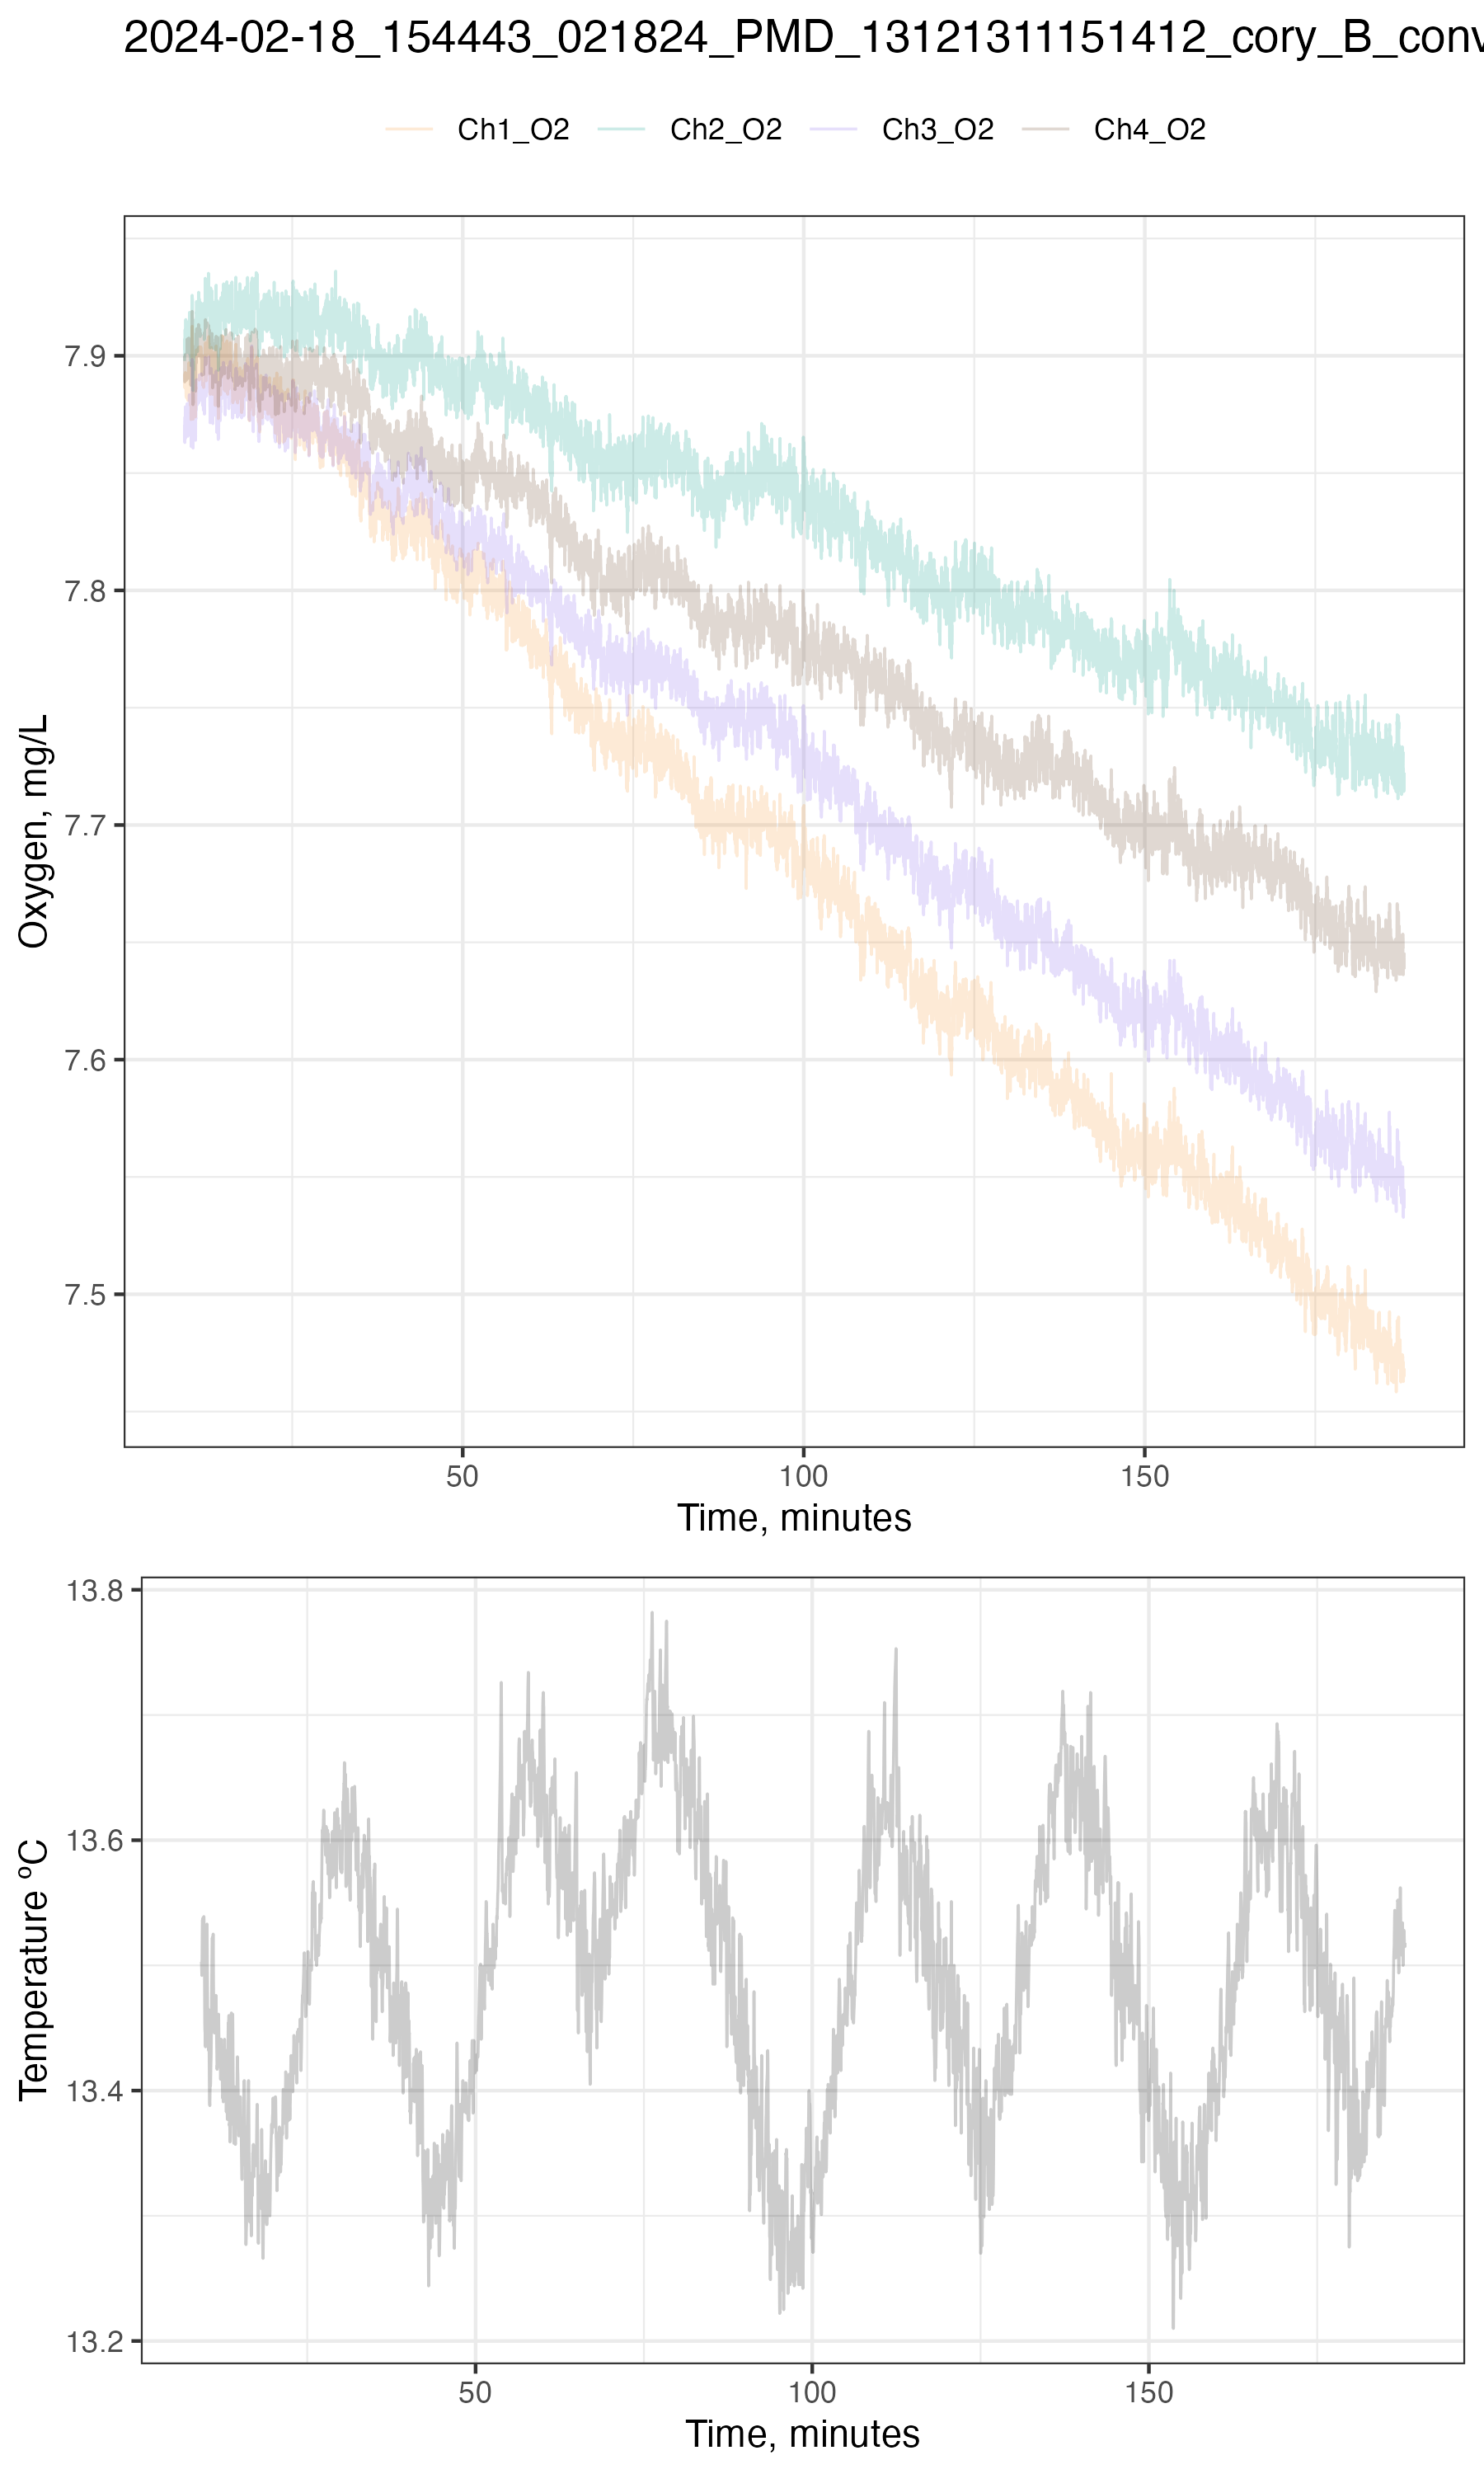 2024-02-18_154443_021824_PMD_13121311151412_cory_B_conv
Ch1_O2 Ch2_O2 Ch3_O2 Ch4_O2
7.9
7.8
7.7
7.6
7.5
Oxygen, mg/L
50 100 150
Time, minutes
13.8
13.6
13.4
13.2
Temperature ºC
50 100 150
Time, minutes